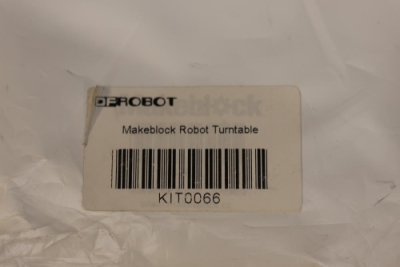 DFROBOT
Makeblock Robot Turntable
KIT0066